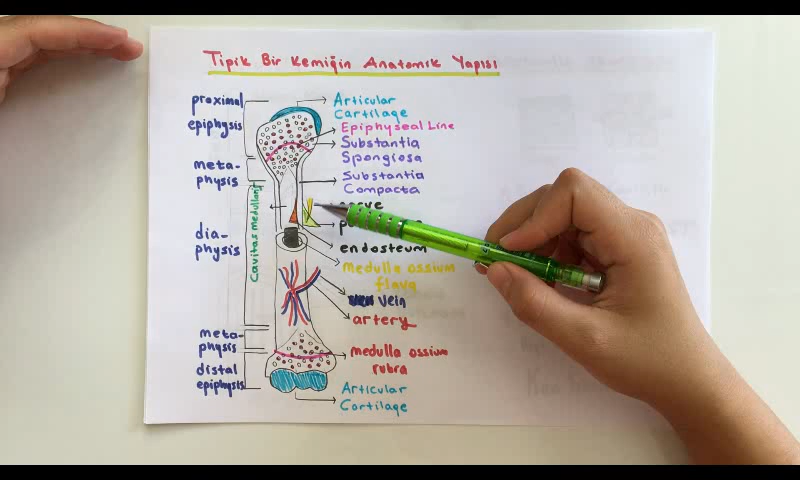 Tipik Bir Kemiğin Anatomik Yapısı
proximal
epiphysis
meta-
physis
dia-
physis
Cavitas
meta-
physis
distal
epiphysis
Articular
Cartilage
Epiphyseal Line
Substantia
Spongiosa
Substantia
Compacta
endosteum
medulla ossium
flava
vein
artery
medulla ossium
rubra
Articular
Cartilage